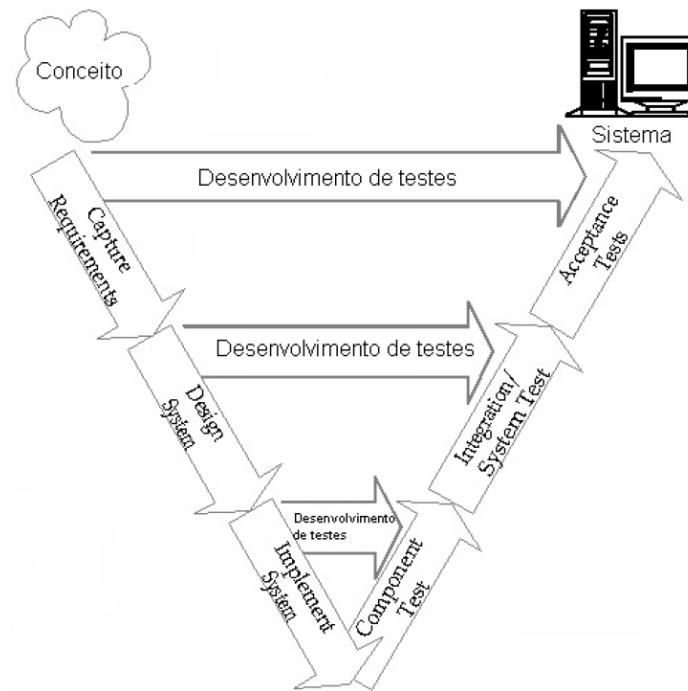 Conceito
Sistema
Desenvolvimento de testes
Capture
Requirements
Acceptance
Tests
Desenvolvimento de testes
Design
System
Integration/
System Test
Desenvolvimento
de testes
Implement
System
Component
Test